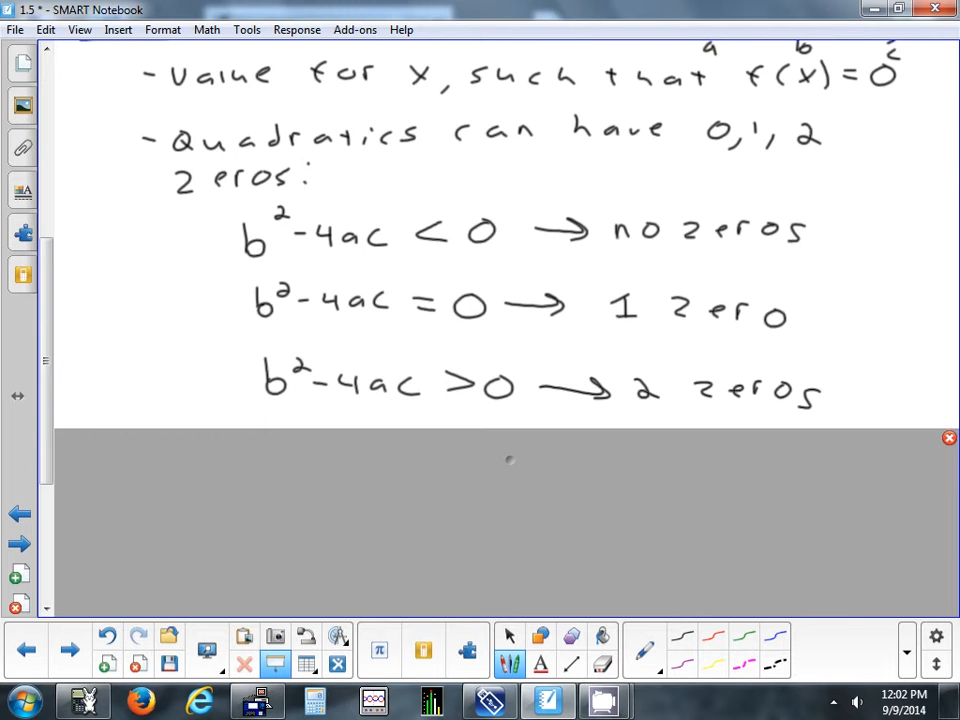 1.5 * - SMART Notebook
File Edit View Insert Format Math Tools Response Add-ons Help
a b c
- Value for x, such that f(x) = 0
- Quadratics can have 0, 1, 2
zeros:
b² - 4ac < 0 → no zeros
b² - 4ac = 0 → 1 zero
b² - 4ac > 0 → 2 zeros
π
A
12:02 PM
9/9/2014